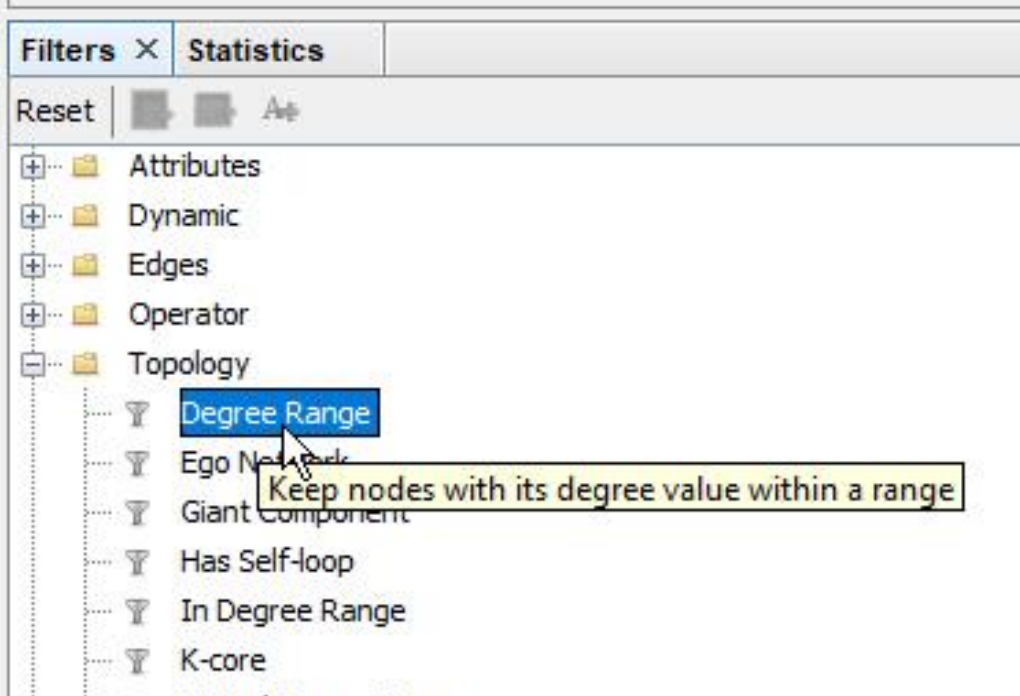 Filters Statistics
Reset
Attributes
Dynamic
Edges
Operator
Topology
Degree Range
Ego Network
Keep nodes with its degree value within a range
Giant Component
Has Self-loop
In Degree Range
K-core